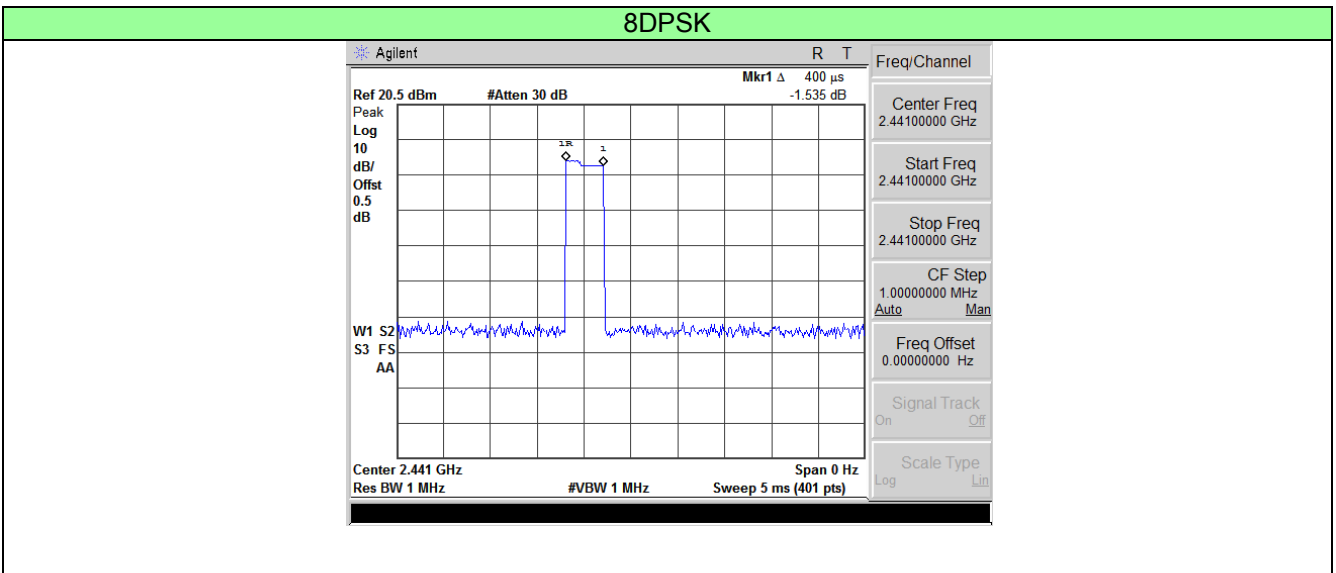 8DPSK
Agilent R T
Mkr1 Δ 400 µs
Ref 20.5 dBm #Atten 30 dB -1.535 dB
Peak
Log
10
dB/
Offst
0.5
dB
1R 1
W1 S2
S3 FS
AA
Center 2.441 GHz Span 0 Hz
Res BW 1 MHz #VBW 1 MHz Sweep 5 ms (401 pts)
Freq/Channel
Center Freq
2.44100000 GHz
Start Freq
2.44100000 GHz
Stop Freq
2.44100000 GHz
CF Step
1.00000000 MHz
Auto Man
Freq Offset
0.00000000 Hz
Signal Track
On Off
Scale Type
Log Lin